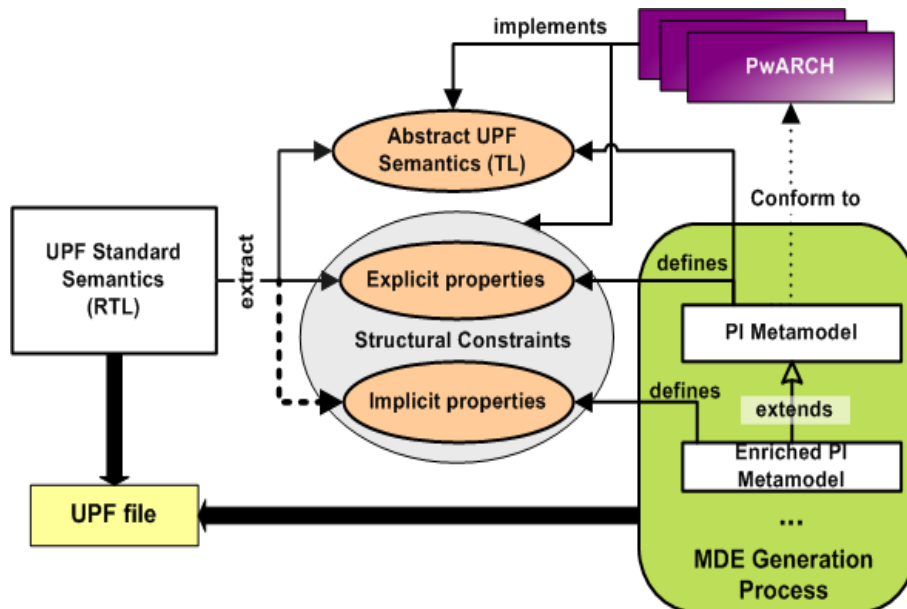 implements
PwARCH
Abstract UPF
Semantics (TL)
Conform to
UPF Standard
Semantics
(RTL)
extract
Explicit properties
defines
Structural Constraints
PI Metamodel
Implicit properties
defines
extends
Enriched PI
Metamodel
...
UPF file
MDE Generation
Process